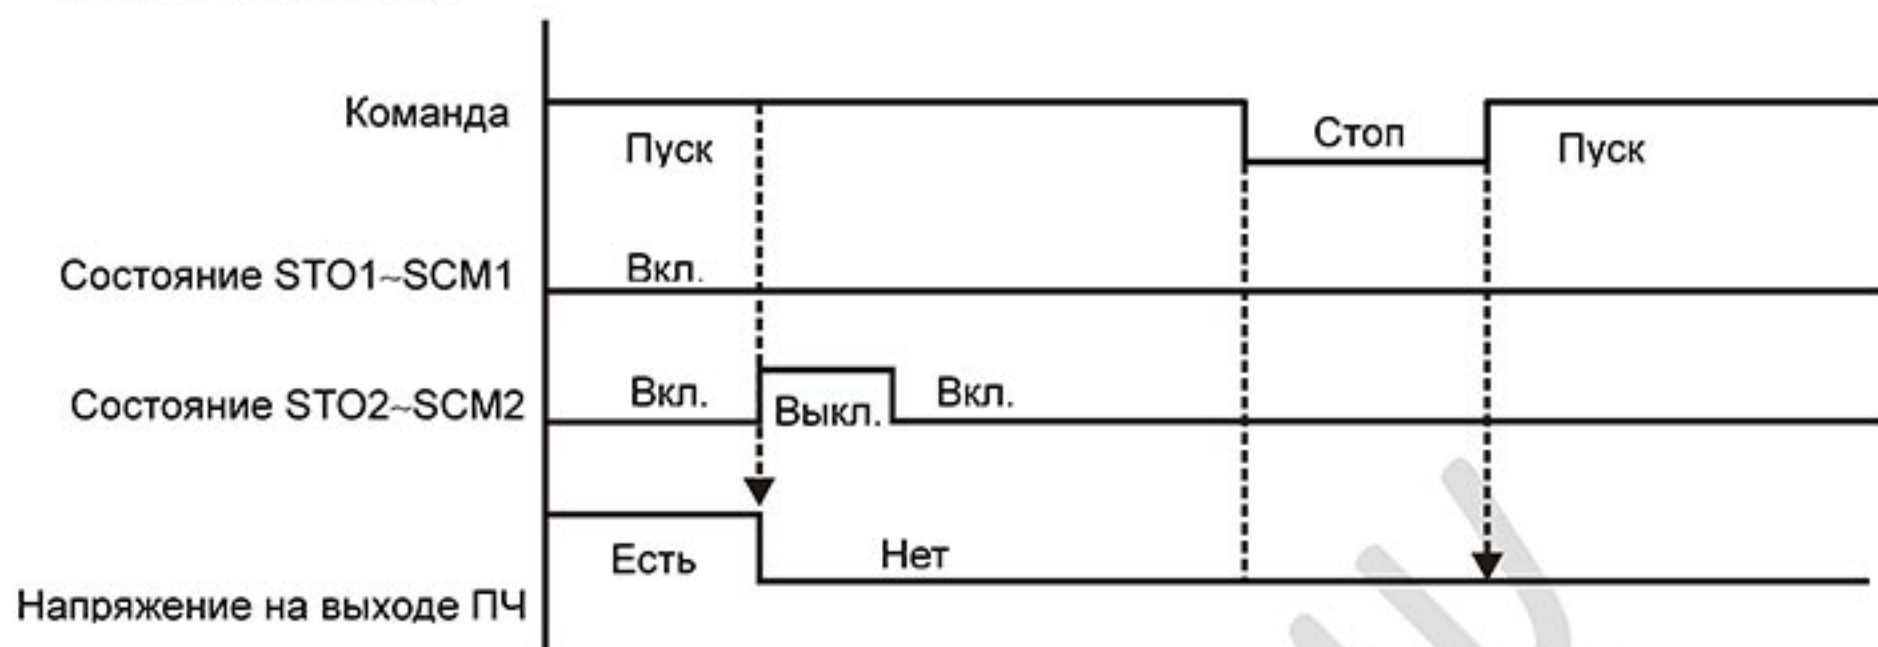 Команда
Пуск
Стоп
Пуск
Состояние STO1~SCM1
Вкл.
Состояние STO2~SCM2
Вкл.
Выкл.
Вкл.
Есть
Нет
Напряжение на выходе ПЧ